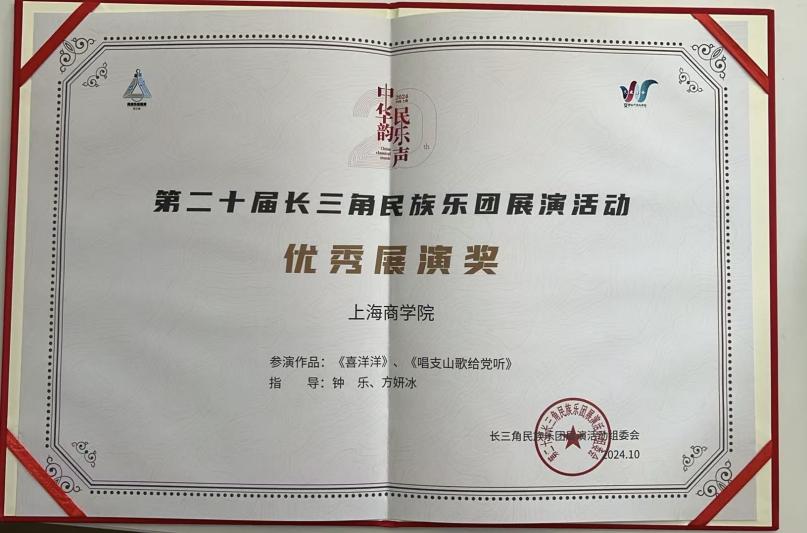 中华韵
民乐声
2024
20th
第二十届长三角民族乐团展演活动
优秀展演奖
上海商学院
参演作品：《喜洋洋》、《唱支山歌给党听》
指　　导：钟　乐、方妍冰
长三角民族乐团展演活动组委会
2024.10